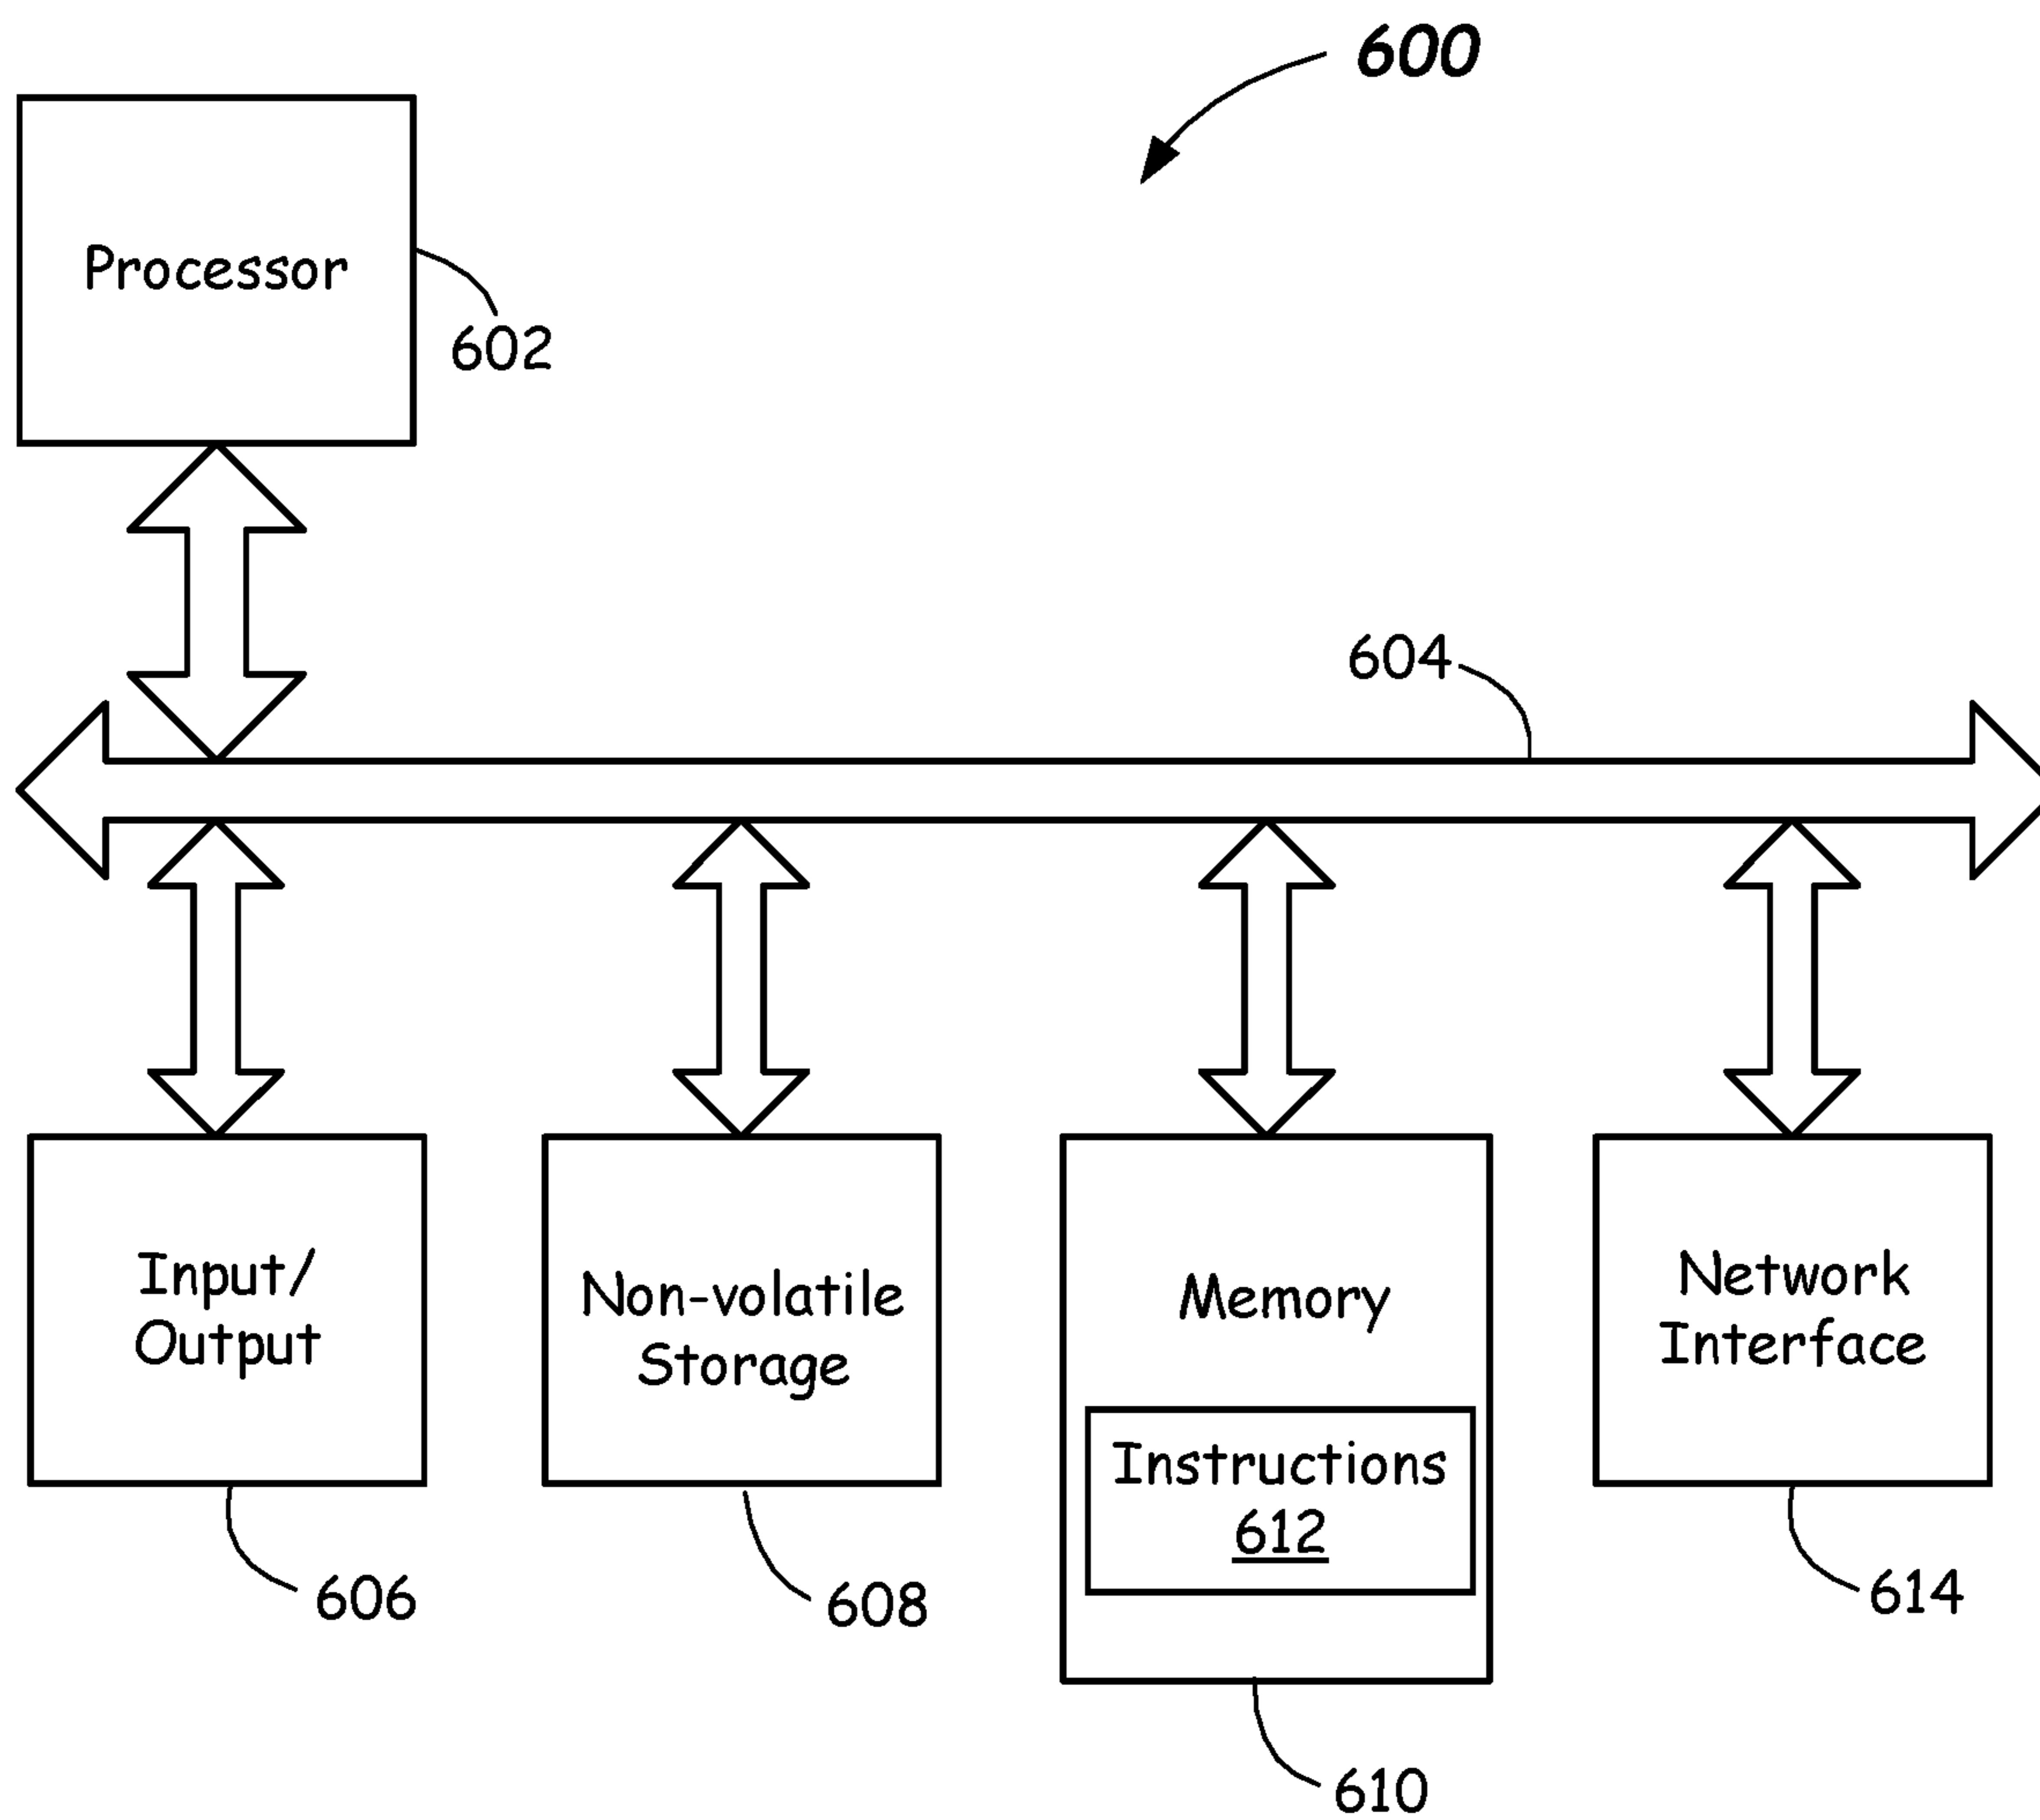 600
Processor
602
604
Input/
Output
Non-volatile
Storage
Memory
Network
Interface
Instructions
612
606
608
614
610